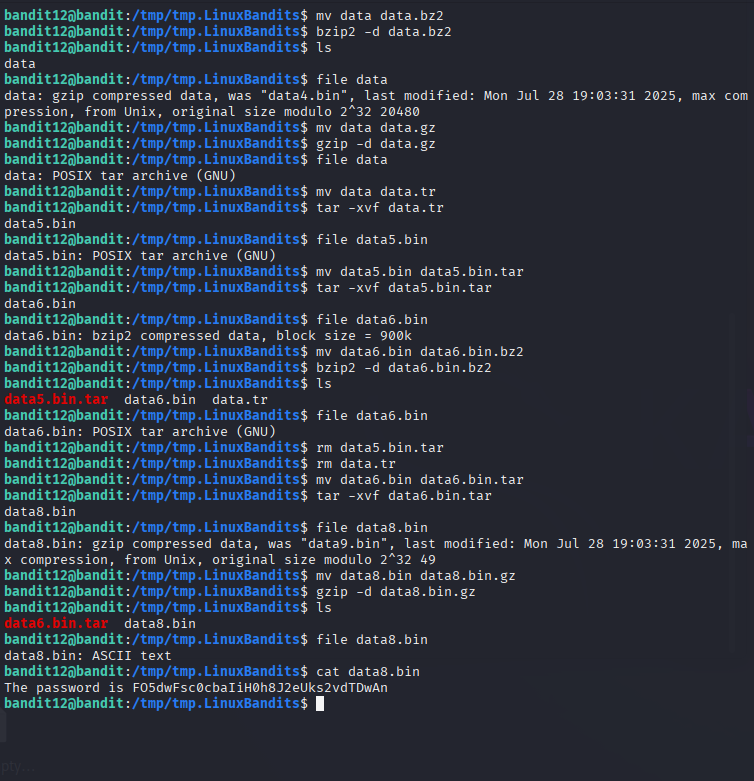 bandit12@bandit:/tmp/tmp.LinuxBandits$ mv data data.bz2
bandit12@bandit:/tmp/tmp.LinuxBandits$ bzip2 -d data.bz2
bandit12@bandit:/tmp/tmp.LinuxBandits$ ls
data
bandit12@bandit:/tmp/tmp.LinuxBandits$ file data
data: gzip compressed data, was "data4.bin", last modified: Mon Jul 28 19:03:31 2025, max com
pression, from Unix, original size modulo 2^32 20480
bandit12@bandit:/tmp/tmp.LinuxBandits$ mv data data.gz
bandit12@bandit:/tmp/tmp.LinuxBandits$ gzip -d data.gz
bandit12@bandit:/tmp/tmp.LinuxBandits$ file data
data: POSIX tar archive (GNU)
bandit12@bandit:/tmp/tmp.LinuxBandits$ mv data data.tr
bandit12@bandit:/tmp/tmp.LinuxBandits$ tar -xvf data.tr
data5.bin
bandit12@bandit:/tmp/tmp.LinuxBandits$ file data5.bin
data5.bin: POSIX tar archive (GNU)
bandit12@bandit:/tmp/tmp.LinuxBandits$ mv data5.bin data5.bin.tar
bandit12@bandit:/tmp/tmp.LinuxBandits$ tar -xvf data5.bin.tar
data6.bin
bandit12@bandit:/tmp/tmp.LinuxBandits$ file data6.bin
data6.bin: bzip2 compressed data, block size = 900k
bandit12@bandit:/tmp/tmp.LinuxBandits$ mv data6.bin data6.bin.bz2
bandit12@bandit:/tmp/tmp.LinuxBandits$ bzip2 -d data6.bin.bz2
bandit12@bandit:/tmp/tmp.LinuxBandits$ ls
data5.bin.tar  data6.bin  data.tr
bandit12@bandit:/tmp/tmp.LinuxBandits$ file data6.bin
data6.bin: POSIX tar archive (GNU)
bandit12@bandit:/tmp/tmp.LinuxBandits$ rm data5.bin.tar
bandit12@bandit:/tmp/tmp.LinuxBandits$ rm data.tr
bandit12@bandit:/tmp/tmp.LinuxBandits$ mv data6.bin data6.bin.tar
bandit12@bandit:/tmp/tmp.LinuxBandits$ tar -xvf data6.bin.tar
data8.bin
bandit12@bandit:/tmp/tmp.LinuxBandits$ file data8.bin
data8.bin: gzip compressed data, was "data9.bin", last modified: Mon Jul 28 19:03:31 2025, ma
x compression, from Unix, original size modulo 2^32 49
bandit12@bandit:/tmp/tmp.LinuxBandits$ mv data8.bin data8.bin.gz
bandit12@bandit:/tmp/tmp.LinuxBandits$ gzip -d data8.bin.gz
bandit12@bandit:/tmp/tmp.LinuxBandits$ ls
data6.bin.tar  data8.bin
bandit12@bandit:/tmp/tmp.LinuxBandits$ file data8.bin
data8.bin: ASCII text
bandit12@bandit:/tmp/tmp.LinuxBandits$ cat data8.bin
The password is FO5dwFsc0cbaIiH0h8J2eUks2vdTDwAn
bandit12@bandit:/tmp/tmp.LinuxBandits$